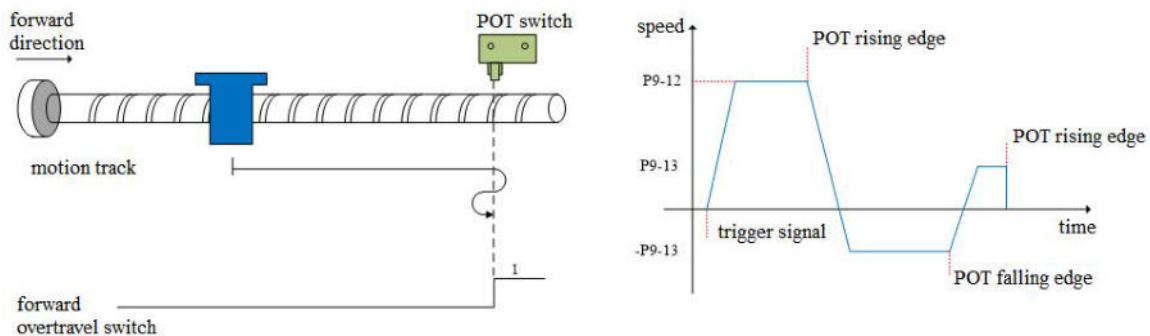 forward
direction
POT switch
motion track
1
forward
overtravel switch
speed
POT rising edge
P9-12
POT rising edge
P9-13
time
trigger signal
-P9-13
POT falling edge